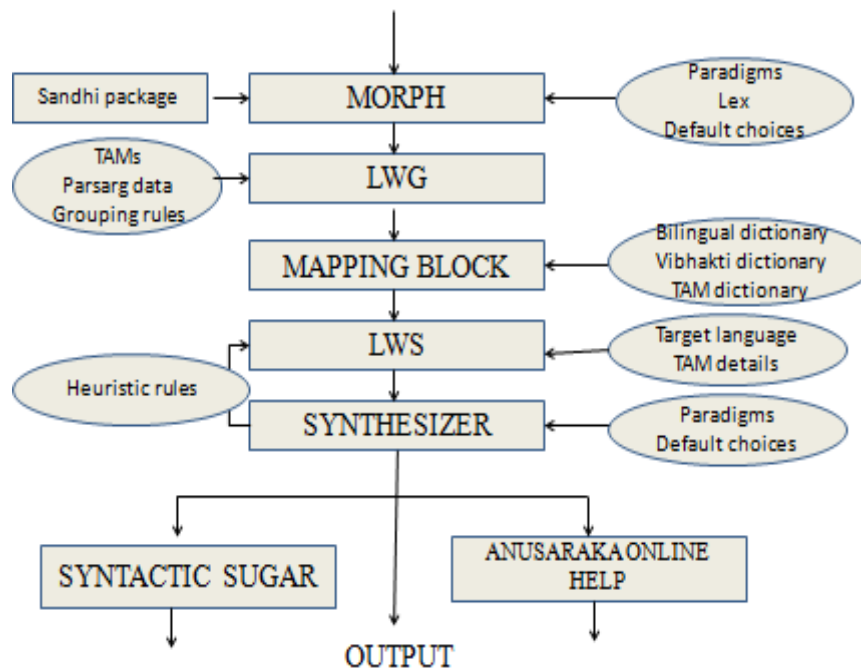 Sandhi package
MORPH
Paradigms
Lex
Default choices
TAMs
Parsarg data
Grouping rules
LWG
MAPPING BLOCK
Bilingual dictionary
Vibhakti dictionary
TAM dictionary
LWS
Target language
TAM details
Heuristic rules
SYNTHESIZER
Paradigms
Default choices
SYNTACTIC SUGAR
ANUSARAKA ONLINE
HELP
OUTPUT